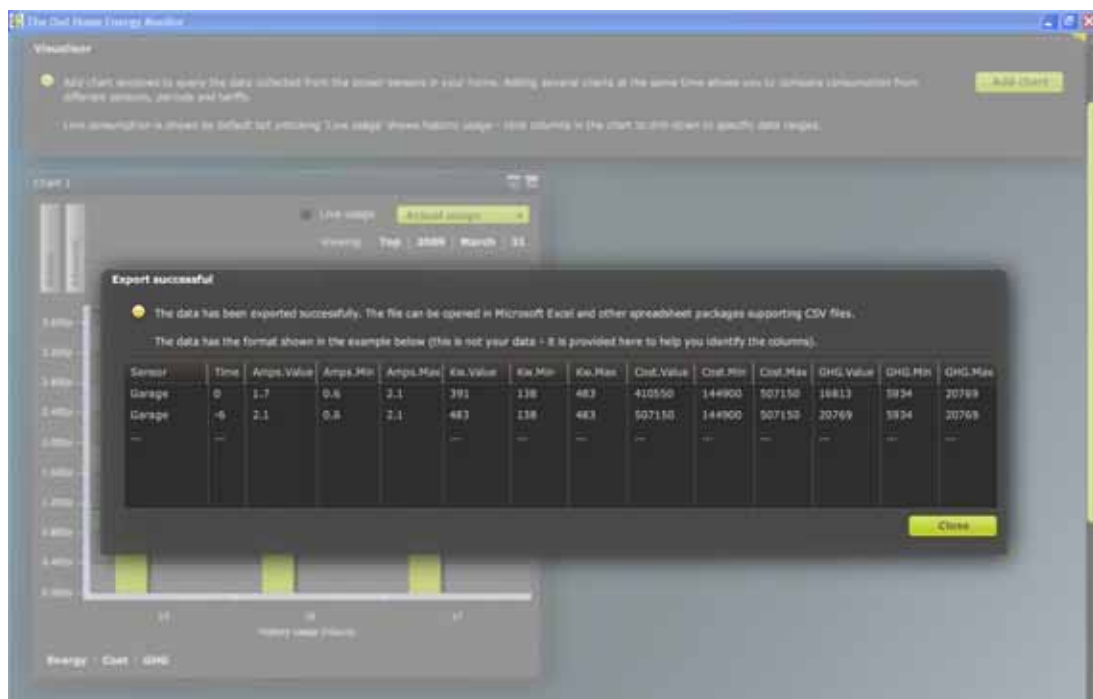 The Owl Home Energy Monitor
Visualiser
Add chart windows to query the data collected from the power sensors in your home. Adding several charts at the same time allows you to compare consumption from
different sensors, periods and tariffs.
Add chart
Live consumption is shown by default but unticking 'Live usage' shows historic usage - click columns in the chart to drill-down to specific date ranges.
Chart 1
Live usage
Actual usage
Viewing Top | 2009 | March | 31
Export successful
The data has been exported successfully. The file can be opened in Microsoft Excel and other spreadsheet packages supporting CSV files.
The data has the format shown in the example below (this is not your data - it is provided here to help you identify the columns).
Sensor Time Amps.Value Amps.Min Amps.Max Kw.Value Kw.Min Kw.Max Cost.Value Cost.Min Cost.Max GHG.Value GHG.Min GHG.Max
Garage 0 1.7 0.6 2.1 391 138 483 410550 144900 507150 16813 5934 20769
Garage -6 2.1 0.6 2.1 483 138 483 507150 144900 507150 20769 5934 20769
... ... ... ... ... ... ... ... ... ... ...
Close
15 16 17
Energy | Cost | GHG